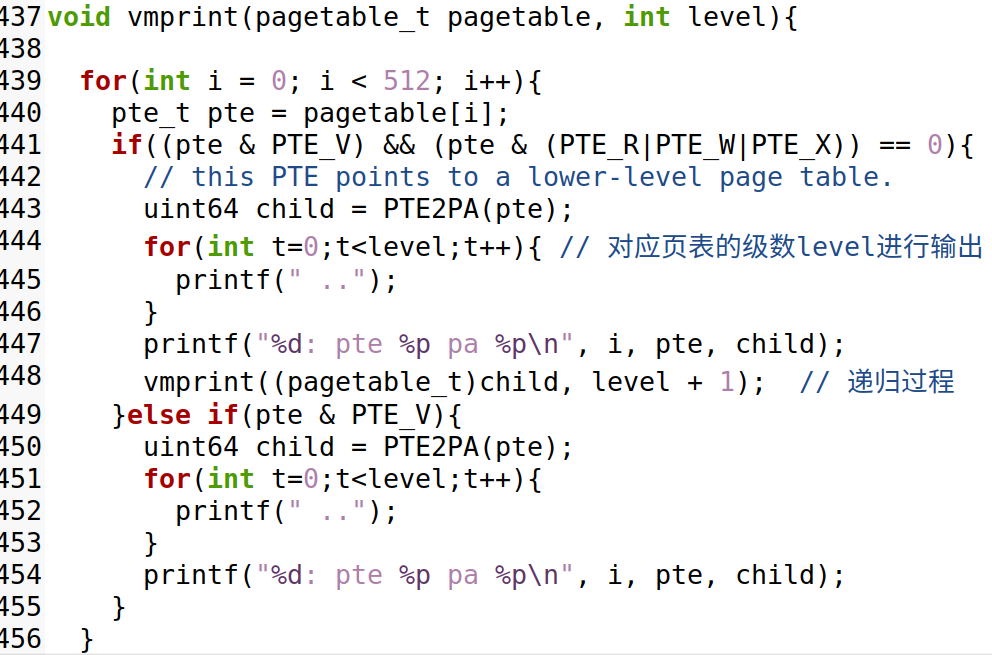 437 void vmprint(pagetable_t pagetable, int level){
438
439   for(int i = 0; i < 512; i++){
440     pte_t pte = pagetable[i];
441     if((pte & PTE_V) && (pte & (PTE_R|PTE_W|PTE_X)) == 0){
442       // this PTE points to a lower-level page table.
443       uint64 child = PTE2PA(pte);
444       for(int t=0;t<level;t++){ // 对应页表的级数level进行输出
445         printf(" ..");
446       }
447       printf("%d: pte %p pa %p\n", i, pte, child);
448       vmprint((pagetable_t)child, level + 1);  // 递归过程
449     }else if(pte & PTE_V){
450       uint64 child = PTE2PA(pte);
451       for(int t=0;t<level;t++){
452         printf(" ..");
453       }
454       printf("%d: pte %p pa %p\n", i, pte, child);
455     }
456   }